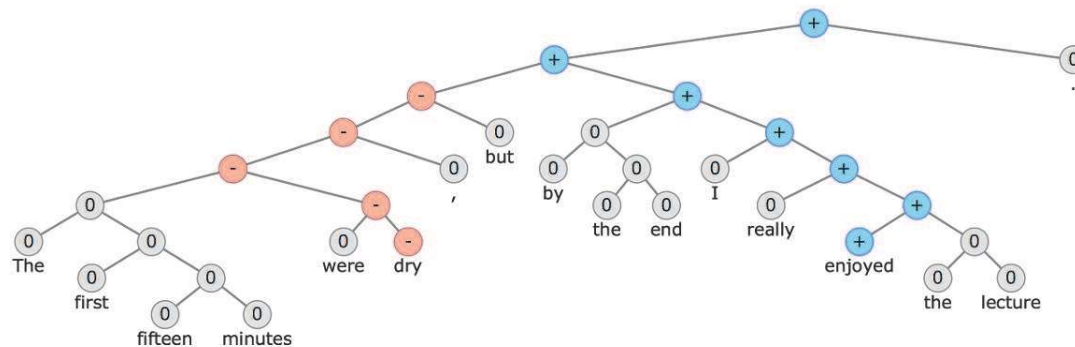 +
+ 0
.
- +
- 0 0 +
but
- 0 0 0 0 +
, by I
0 - 0 0 0 +
the end really
0 0 0 - + 0
The were dry enjoyed
0 0 0 0
first the lecture
0 0
fifteen minutes